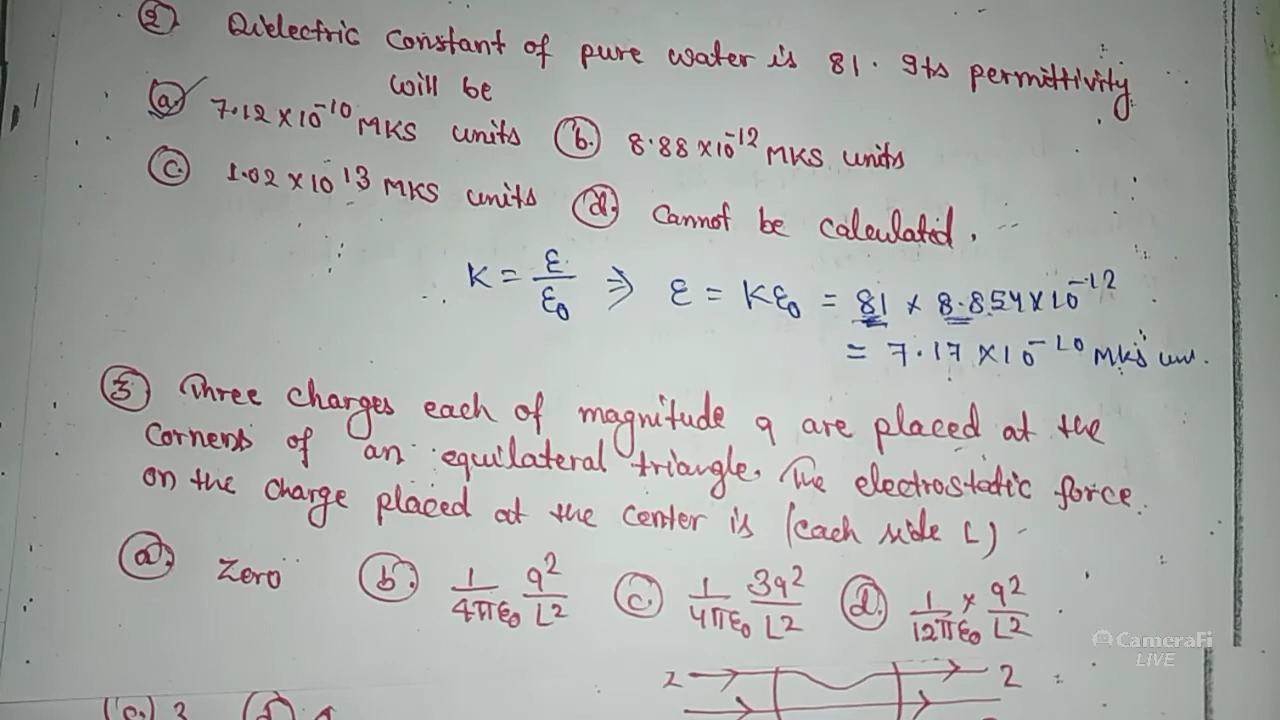 ② Dielectric constant of pure water is 81. Its permittivity
will be
ⓐ 7.12 × 10⁻¹⁰ MKS units ⓑ 8.88 × 10⁻¹² MKS units
ⓒ 1.02 × 10¹³ MKS units ⓓ Cannot be calculated.
K = ε/ε₀ ⇒ ε = Kε₀ = 81 × 8.854 × 10⁻¹²
= 7.17 × 10⁻¹⁰ MKS un.
③ Three charges each of magnitude q are placed at the
corners of an equilateral triangle. The electrostatic force
on the charge placed at the center is (each side L)
ⓐ Zero ⓑ 1/4πε₀ q²/L² ⓒ 1/4πε₀ 3q²/L² ⓓ 1/12πε₀ × q²/L²
CameraFi
LIVE
2 2
3